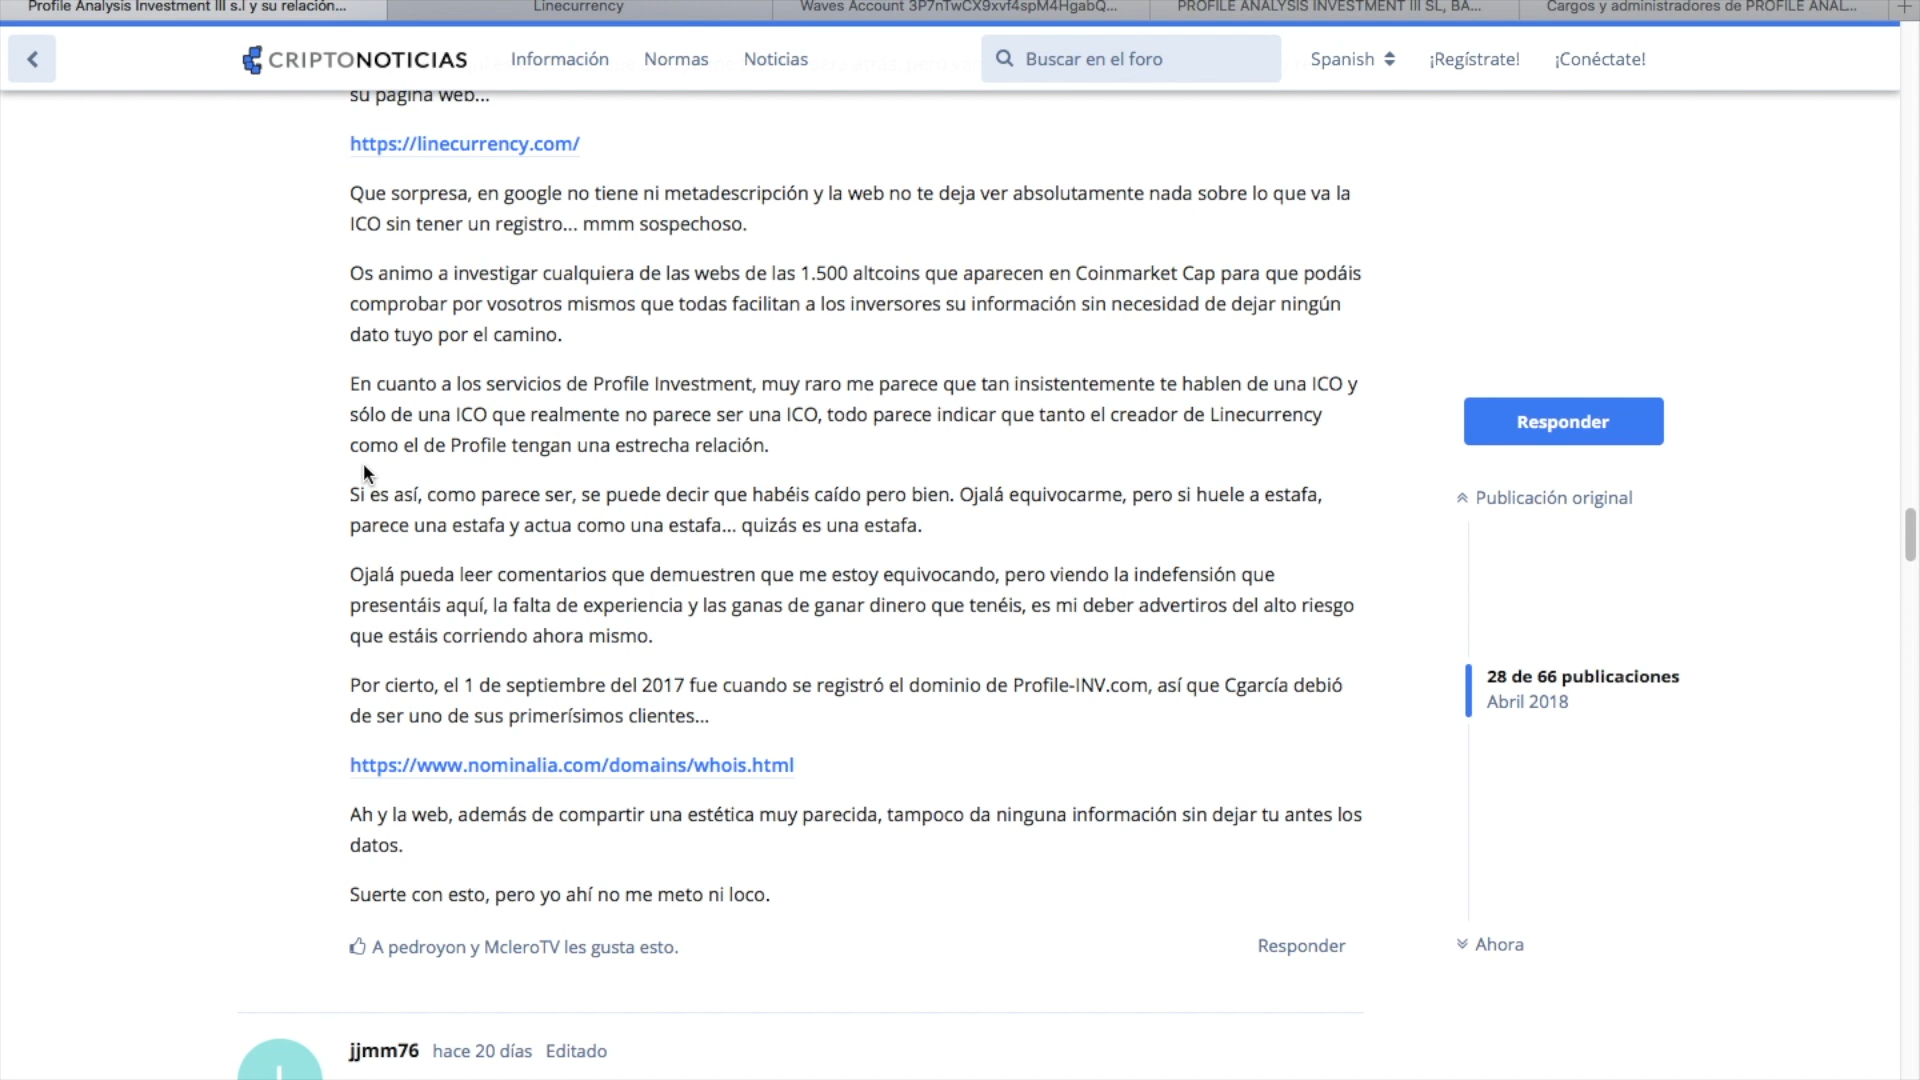 Profile Analysis Investment III s.l y su relación...
Linecurrency
Waves Account 3P7nTwCX9xvf4spM4HgabQ...
PROFILE ANALYSIS INVESTMENT III SL, BA...
Cargos y administradores de PROFILE ANAL...
CRIPTONOTICIAS
Información
Normas
Noticias
Buscar en el foro
Spanish
¡Regístrate!
¡Conéctate!
su pagina web...
https://linecurrency.com/
Que sorpresa, en google no tiene ni metadescripción y la web no te deja ver absolutamente nada sobre lo que va la
ICO sin tener un registro... mmm sospechoso.
Os animo a investigar cualquiera de las webs de las 1.500 altcoins que aparecen en Coinmarket Cap para que podáis
comprobar por vosotros mismos que todas facilitan a los inversores su información sin necesidad de dejar ningún
dato tuyo por el camino.
En cuanto a los servicios de Profile Investment, muy raro me parece que tan insistentemente te hablen de una ICO y
sólo de una ICO que realmente no parece ser una ICO, todo parece indicar que tanto el creador de Linecurrency
como el de Profile tengan una estrecha relación.
Si es así, como parece ser, se puede decir que habéis caído pero bien. Ojalá equivocarme, pero si huele a estafa,
parece una estafa y actua como una estafa... quizás es una estafa.
Ojalá pueda leer comentarios que demuestren que me estoy equivocando, pero viendo la indefensión que
presentáis aquí, la falta de experiencia y las ganas de ganar dinero que tenéis, es mi deber advertiros del alto riesgo
que estáis corriendo ahora mismo.
Por cierto, el 1 de septiembre del 2017 fue cuando se registró el dominio de Profile-INV.com, así que Cgarcía debió
de ser uno de sus primerísimos clientes...
https://www.nominalia.com/domains/whois.html
Ah y la web, además de compartir una estética muy parecida, tampoco da ninguna información sin dejar tu antes los
datos.
Suerte con esto, pero yo ahí no me meto ni loco.
A pedroyon y McleroTV les gusta esto.
Responder
Responder
Publicación original
28 de 66 publicaciones
Abril 2018
Ahora
jjmm76 hace 20 días Editado